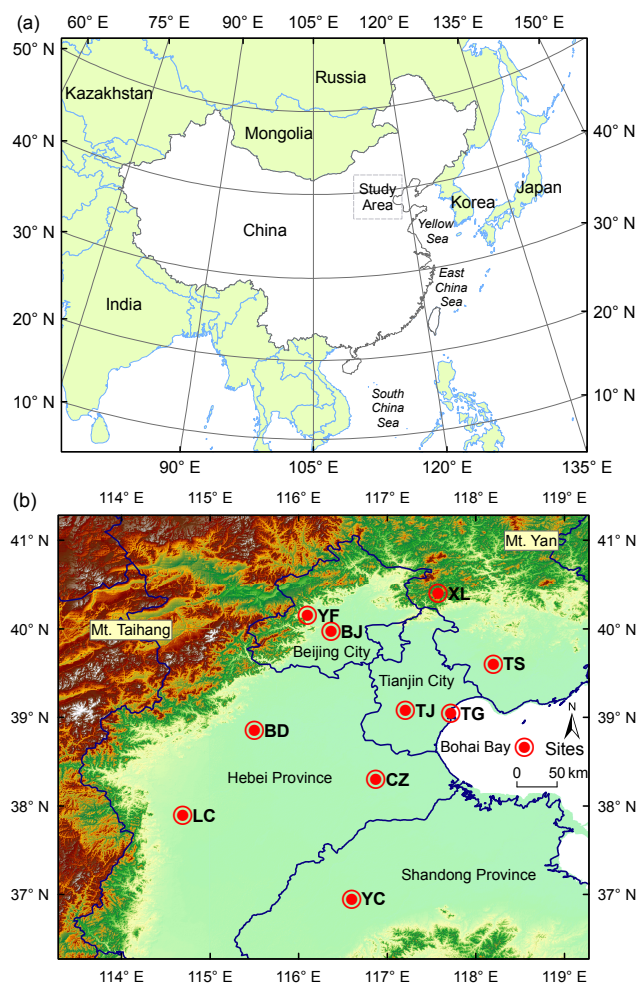 (a)
60° E 75° E 90° E 105° E 120° E 135° E 150° E
50° N
Russia
Kazakhstan
40° N
Mongolia
40° N
Study
Area
Japan
Korea
30° N
China
Yellow
Sea
30° N
East
China
Sea
India
20° N
20° N
South
China
Sea
10° N
10° N
90° E 105° E 120° E 135° E
(b)
114° E 115° E 116° E 117° E 118° E 119° E
41° N
Mt. Yan
41° N
XL
YF
40° N
Mt. Taihang
BJ
40° N
Beijing City
TS
Tianjin City
TJ
TG
39° N
39° N
BD
N
Bohai Bay
Sites
Hebei Province
CZ
0 50 km
38° N
LC
38° N
Shandong Province
37° N
YC
37° N
114° E 115° E 116° E 117° E 118° E 119° E